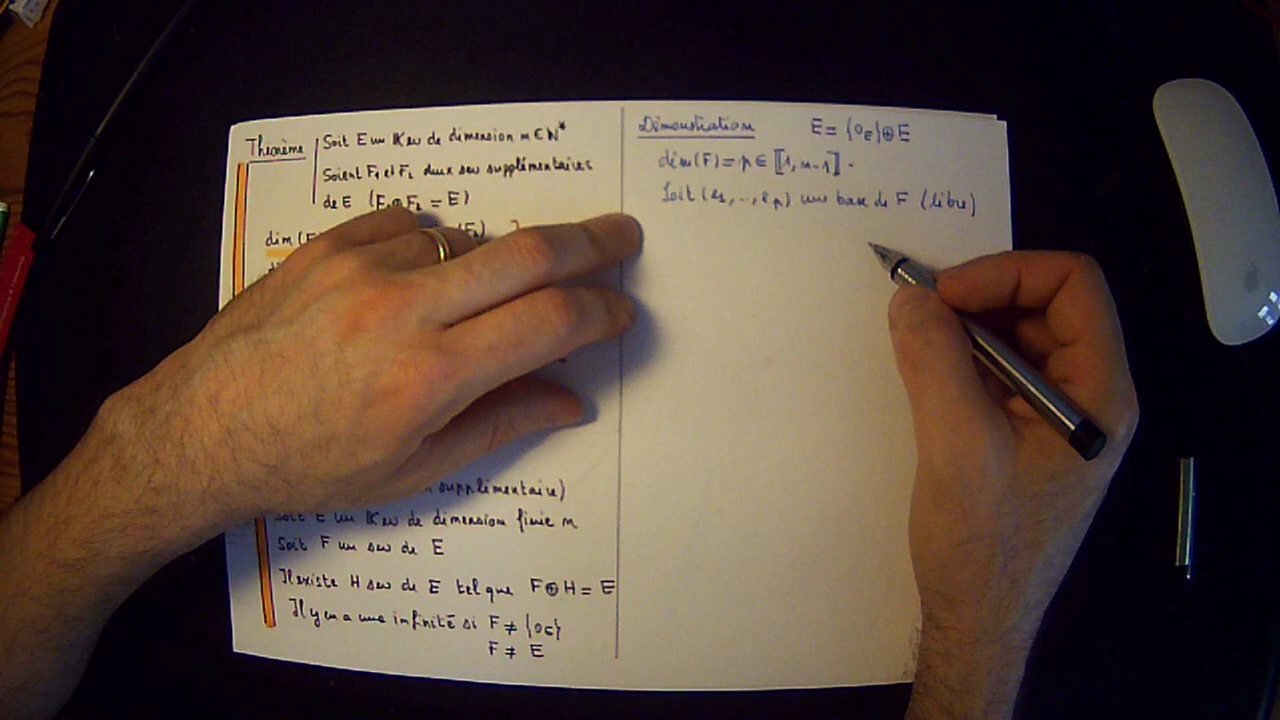 Théorème
Soit E un K ev de dimension n ∈ N*
Soient F₁ et F₂ deux sev supplémentaires
de E (F₁⊕F₂ = E)
dim (F
supplémentaire)
Soit E un K ev de dimension finie n
Soit F un sev de E
Il existe H sev de E tel que F⊕H = E
Il y en a une infinité si F ≠ {0E}
F ≠ E
Démonstration E = {0E}⊕E
dim(F) = p ∈ ⟦1, n-1⟧.
Soit (e₁, ..., eₚ) une base de F (libre)